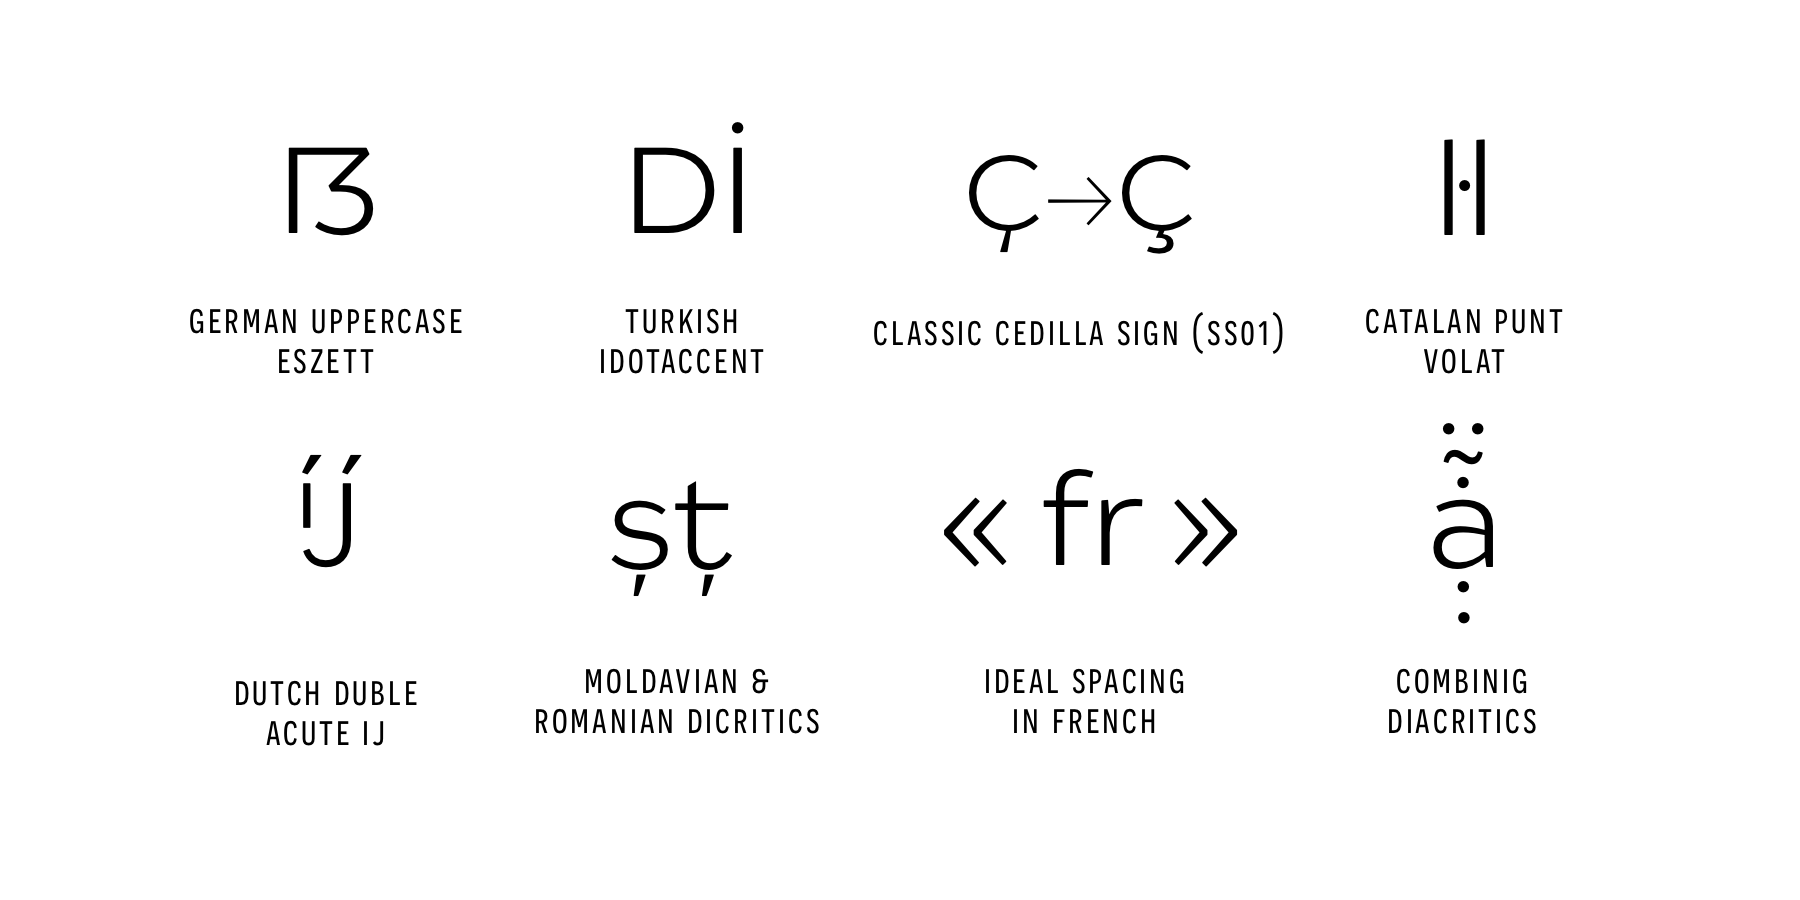 ẞ
Dİ
Ç→Ç
l·l
GERMAN UPPERCASE
ESZETT
TURKISH
IDOTACCENT
CLASSIC CEDILLA SIGN (SS01)
CATALAN PUNT
VOLAT
íj́
șț
« fr »
ạ̣̇̃̈
DUTCH DUBLE
ACUTE IJ
MOLDAVIAN &
ROMANIAN DICRITICS
IDEAL SPACING
IN FRENCH
COMBINIG
DIACRITICS